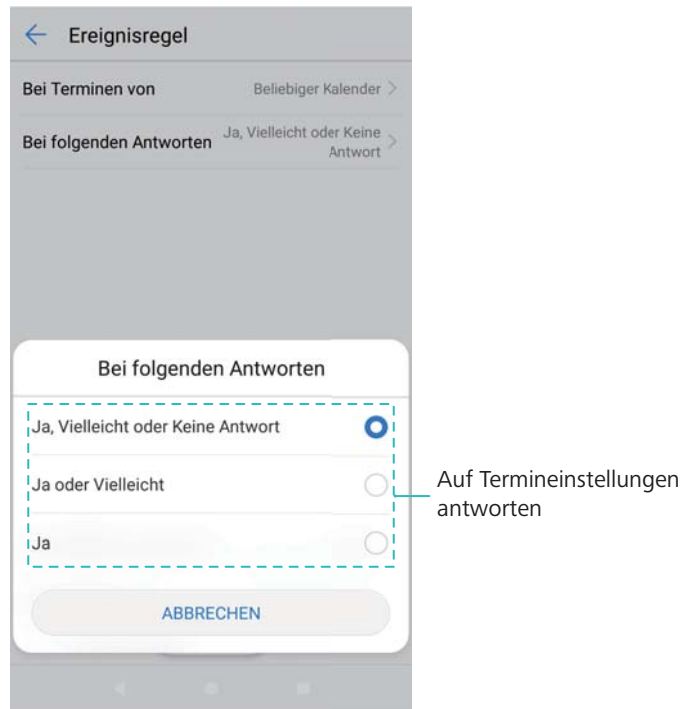 Ereignisregel
Bei Terminen von
Beliebiger Kalender
Bei folgenden Antworten
Ja, Vielleicht oder Keine
Antwort
Bei folgenden Antworten
Ja, Vielleicht oder Keine Antwort
Ja oder Vielleicht
Ja
ABBRECHEN
Auf Termineinstellungen
antworten